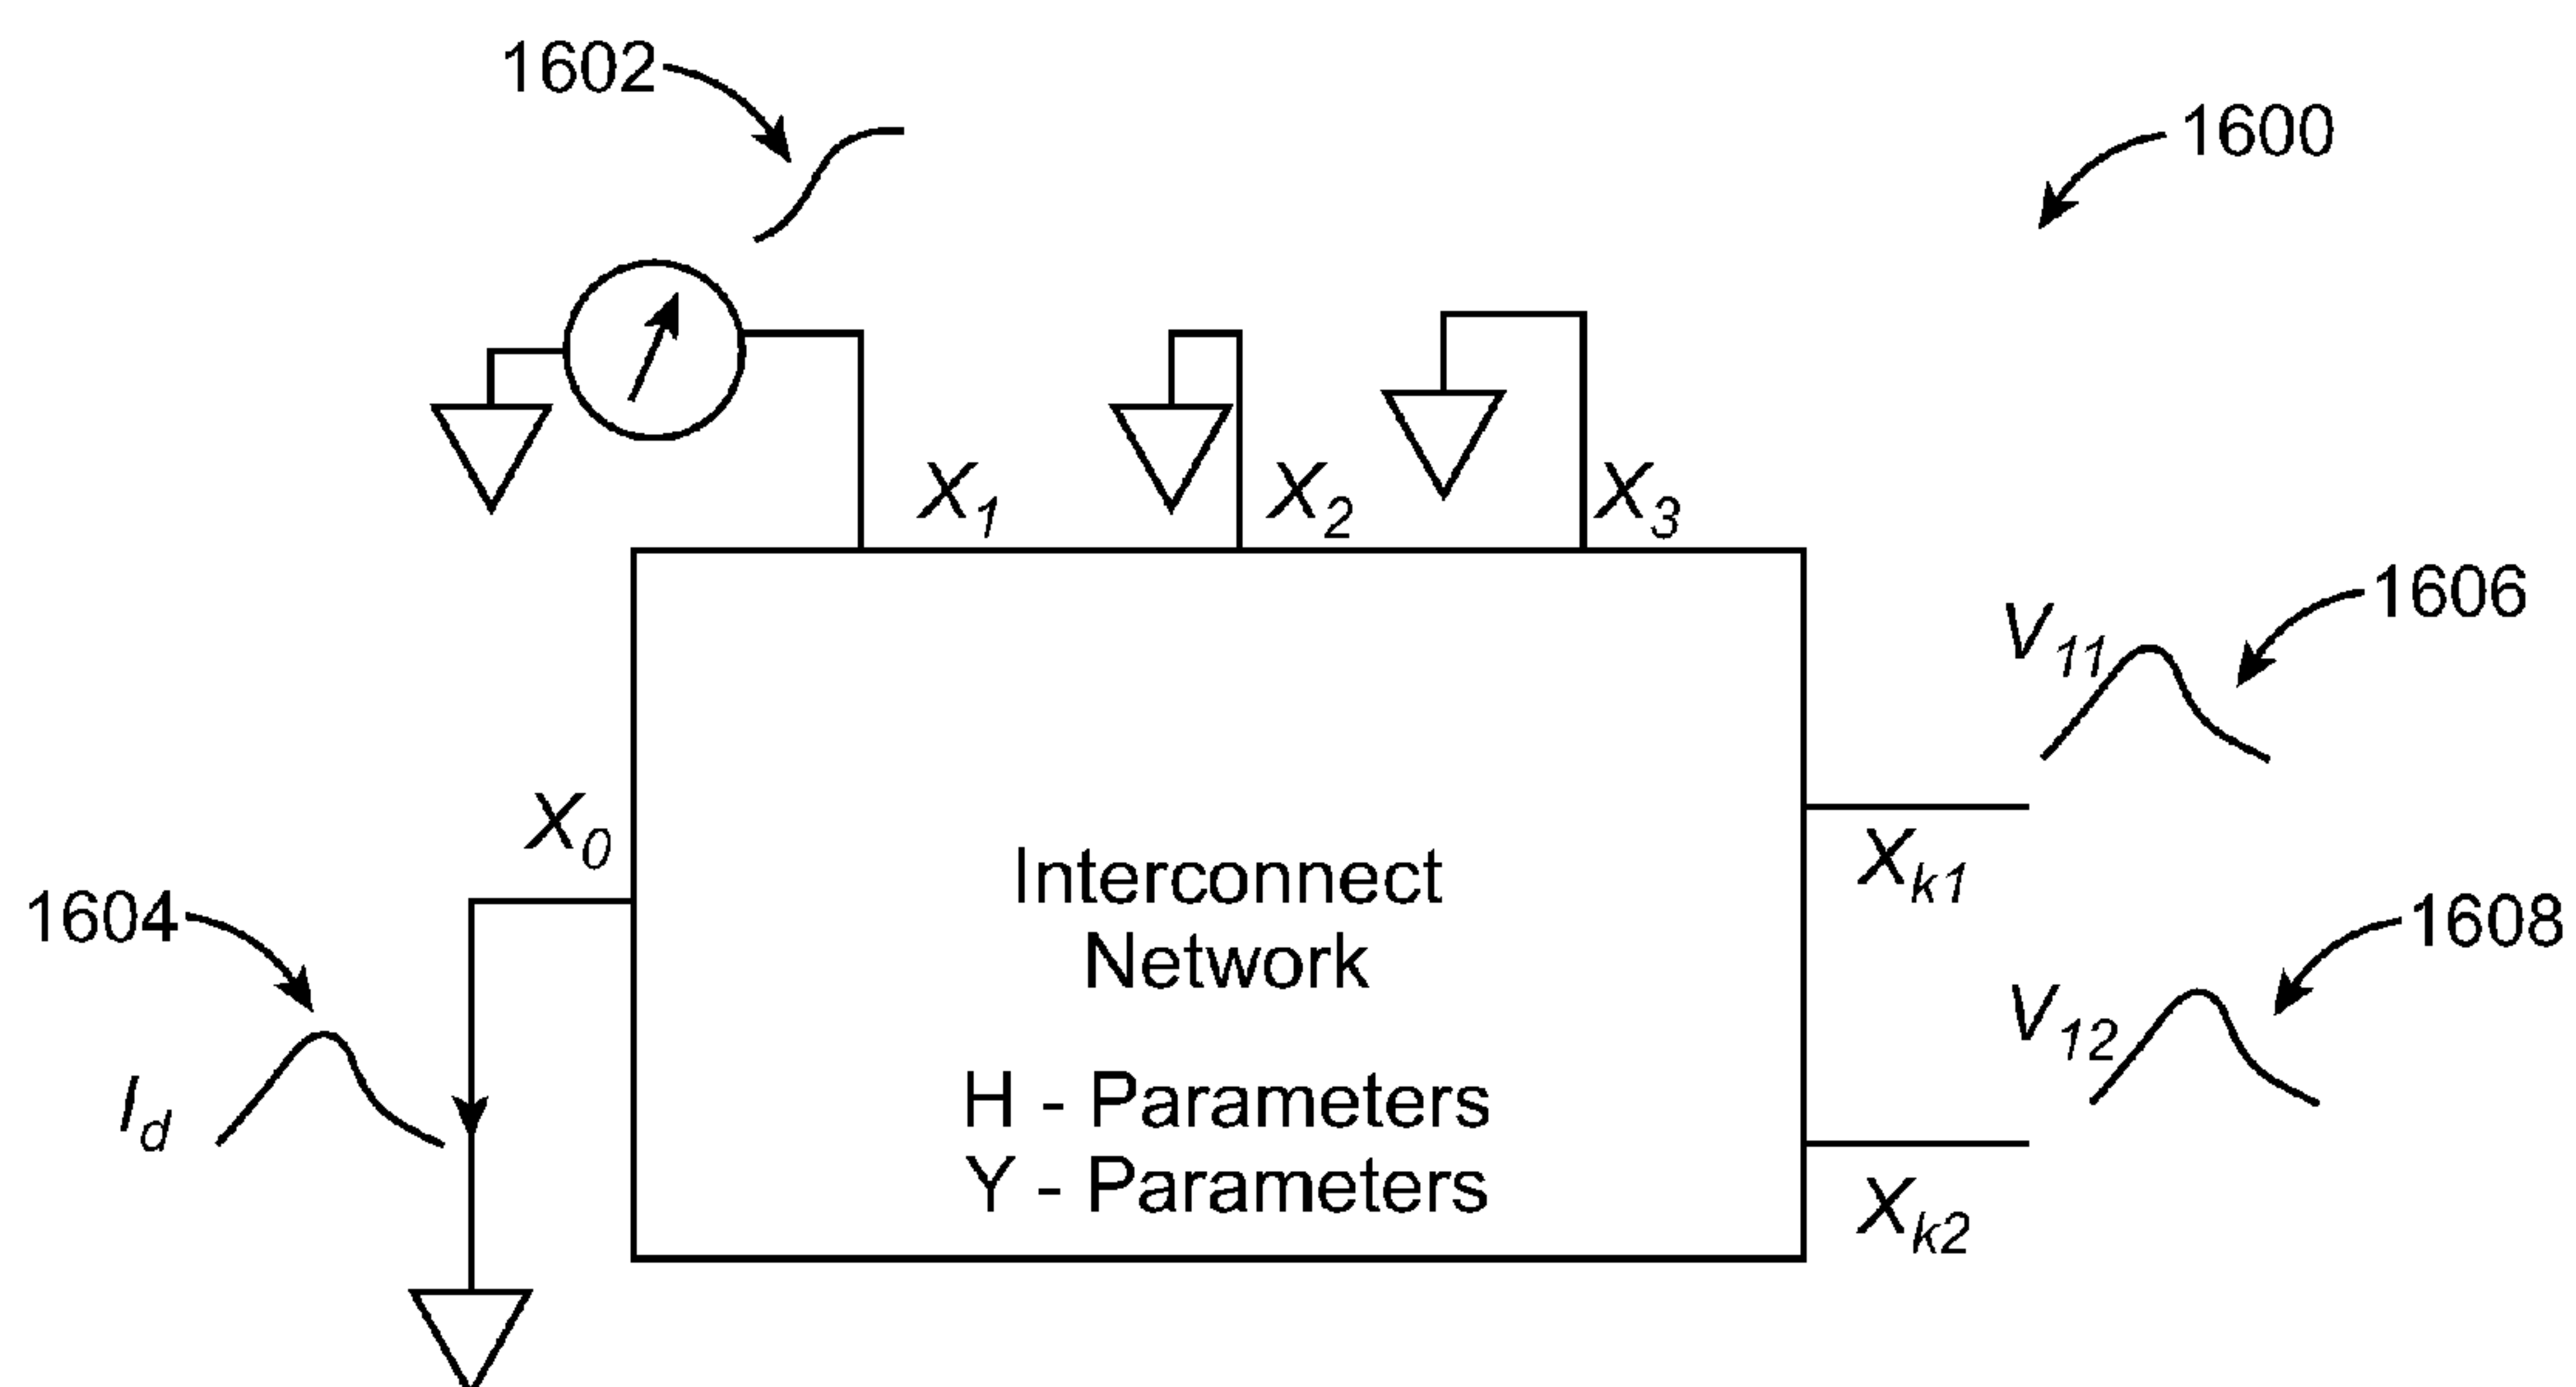 1602
1600
X1
X2
X3
1606
V11
X0
Xk1
Interconnect
Network
1604
1608
V12
Id
H - Parameters
Y - Parameters
Xk2